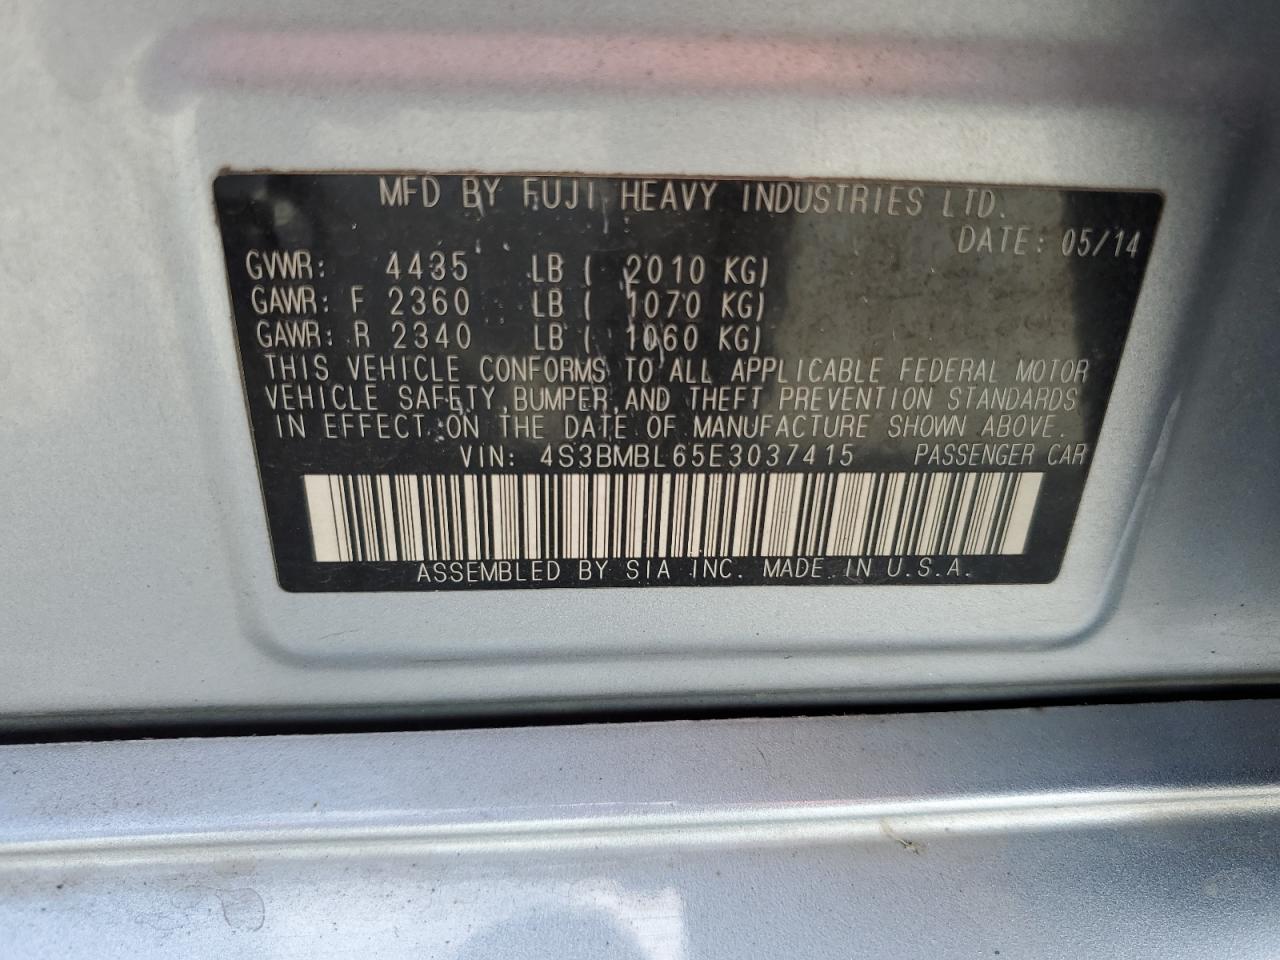 MFD BY FUJI HEAVY INDUSTRIES LTD.
DATE: 05/14
GVWR: 4435 LB ( 2010 KG)
GAWR: F 2360 LB ( 1070 KG)
GAWR: R 2340 LB ( 1060 KG)
THIS VEHICLE CONFORMS TO ALL APPLICABLE FEDERAL MOTOR
VEHICLE SAFETY,BUMPER,AND THEFT PREVENTION STANDARDS
IN EFFECT ON THE DATE OF MANUFACTURE SHOWN ABOVE.
VIN: 4S3BMBL65E3037415 PASSENGER CAR
ASSEMBLED BY SIA INC. MADE IN U.S.A.